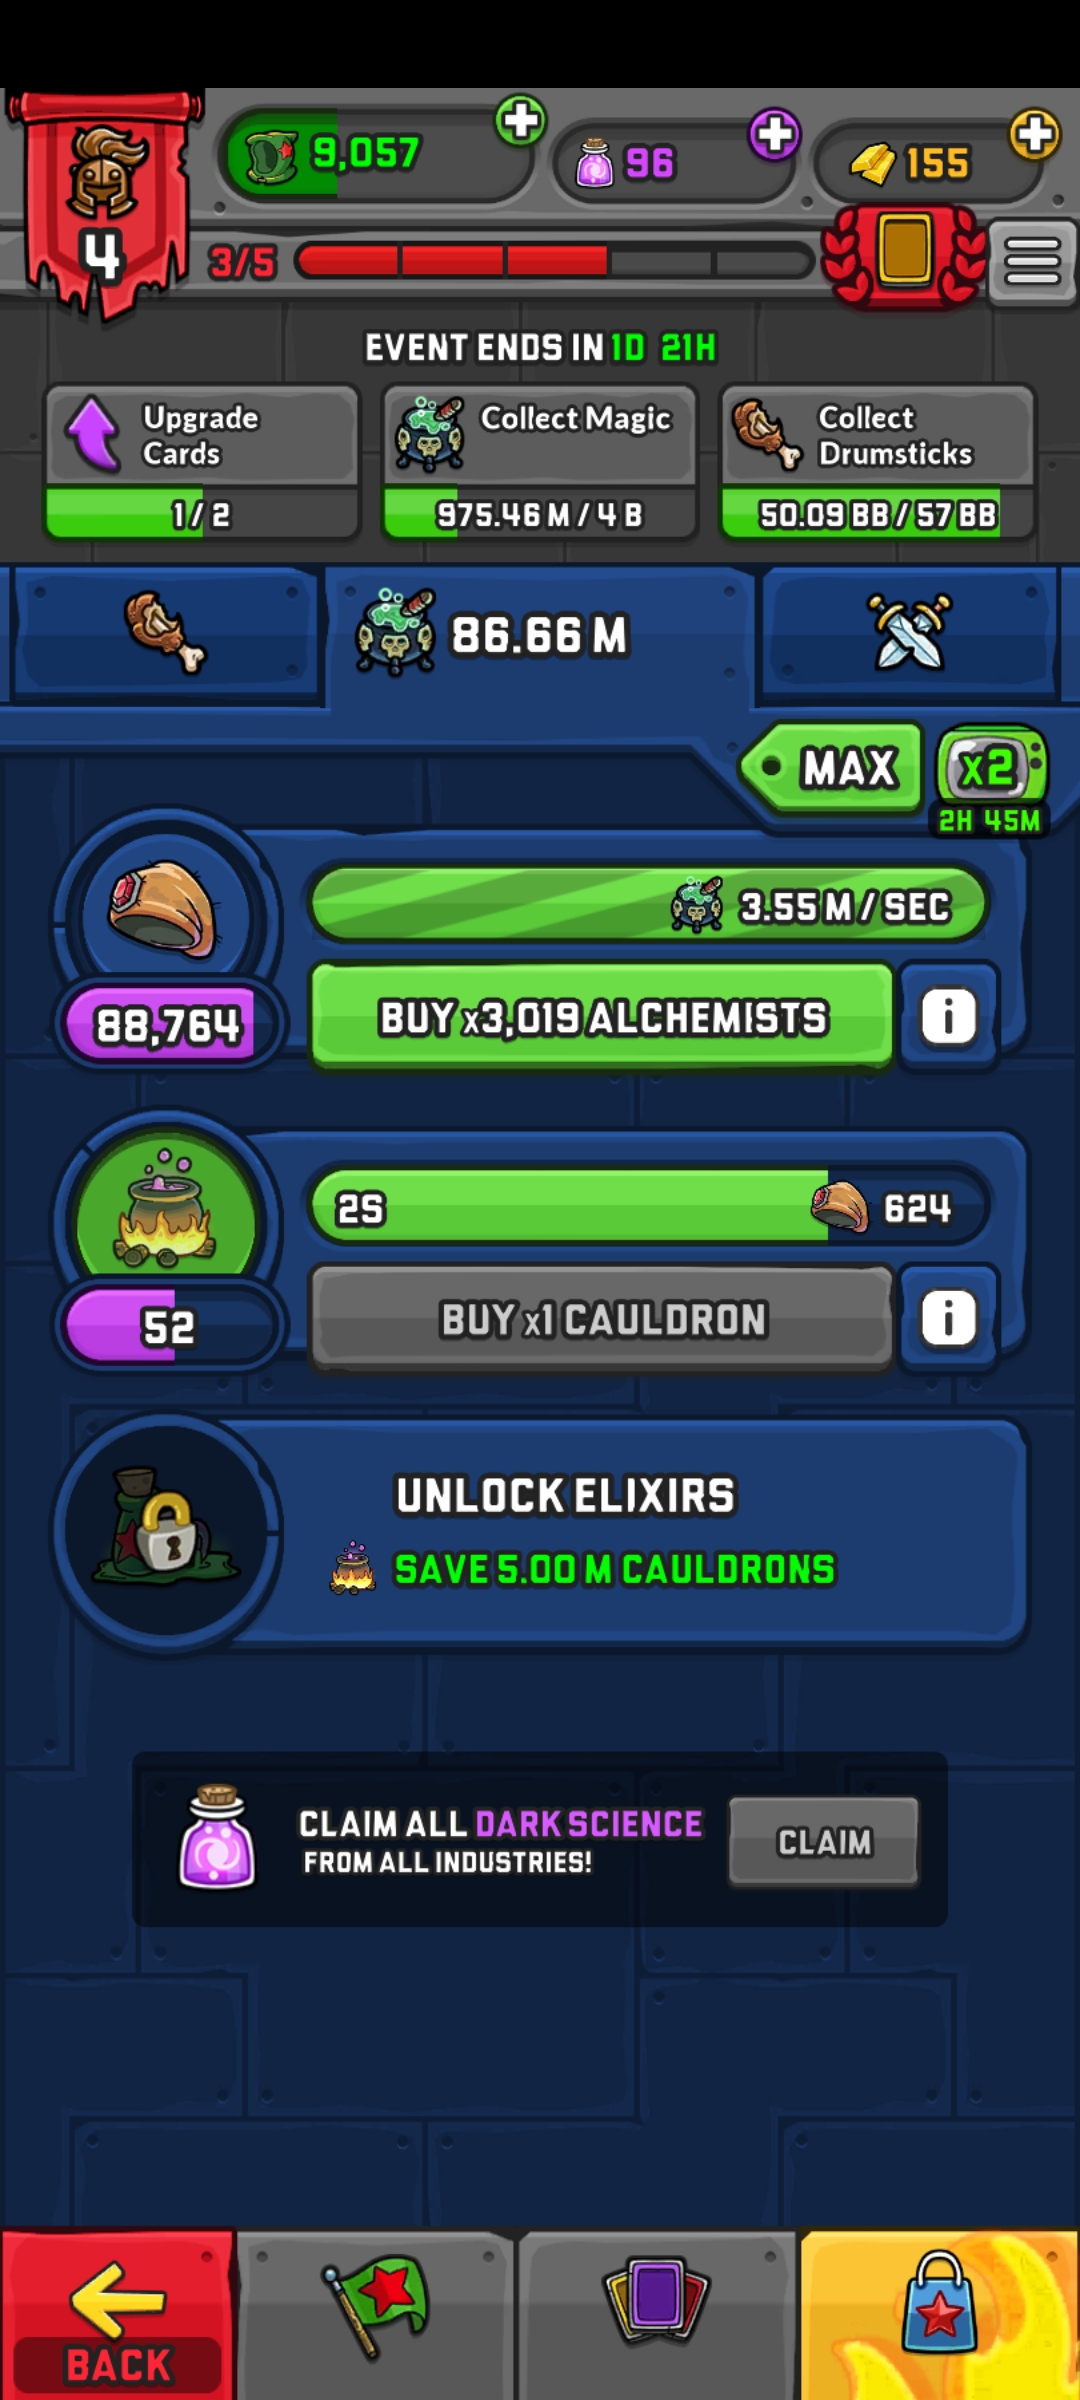 9,057
96
155
4
3/5
EVENT ENDS IN 1D 21H
Upgrade
Cards
1/2
Collect Magic
975.46 M / 4 B
Collect
Drumsticks
50.09 BB / 57 BB
86.66 M
MAX
x2
2H 45M
3.55 M / SEC
88,764
BUY x3,019 ALCHEMISTS
i
2S
624
52
BUY x1 CAULDRON
i
UNLOCK ELIXIRS
SAVE 5.00 M CAULDRONS
CLAIM ALL DARK SCIENCE
FROM ALL INDUSTRIES!
CLAIM
BACK